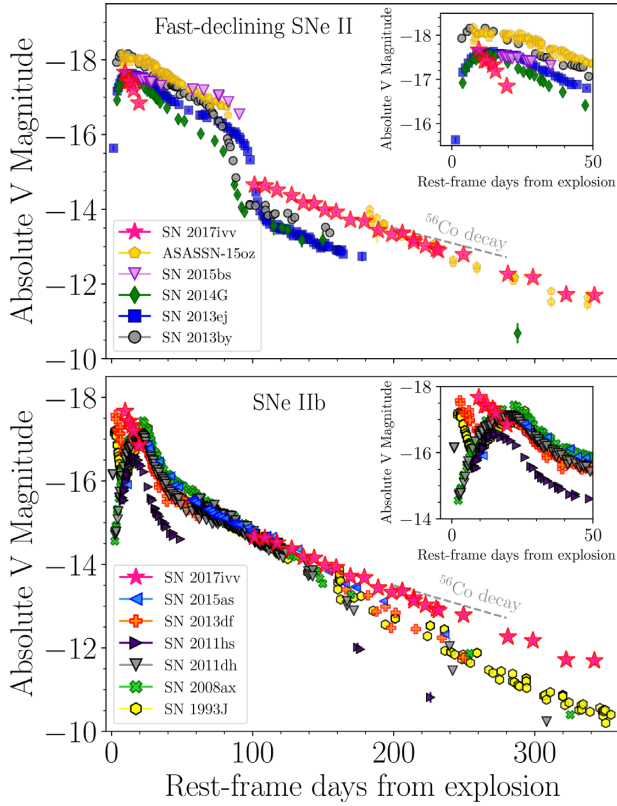 Fast-declining SNe II
Absolute V Magnitude
−18
−16
−14
−12
−10
Absolute V Magnitude
−18
−17
−16
0
50
Rest-frame days from explosion
56Co decay
SN 2017ivv
ASASSN-15oz
SN 2015bs
SN 2014G
SN 2013ej
SN 2013by
SNe IIb
Absolute V Magnitude
−18
−16
−14
−12
−10
Absolute V Magnitude
−18
−16
−14
0
50
Rest-frame days from explosion
56Co decay
SN 2017ivv
SN 2015as
SN 2013df
SN 2011hs
SN 2011dh
SN 2008ax
SN 1993J
0
100
200
300
Rest-frame days from explosion